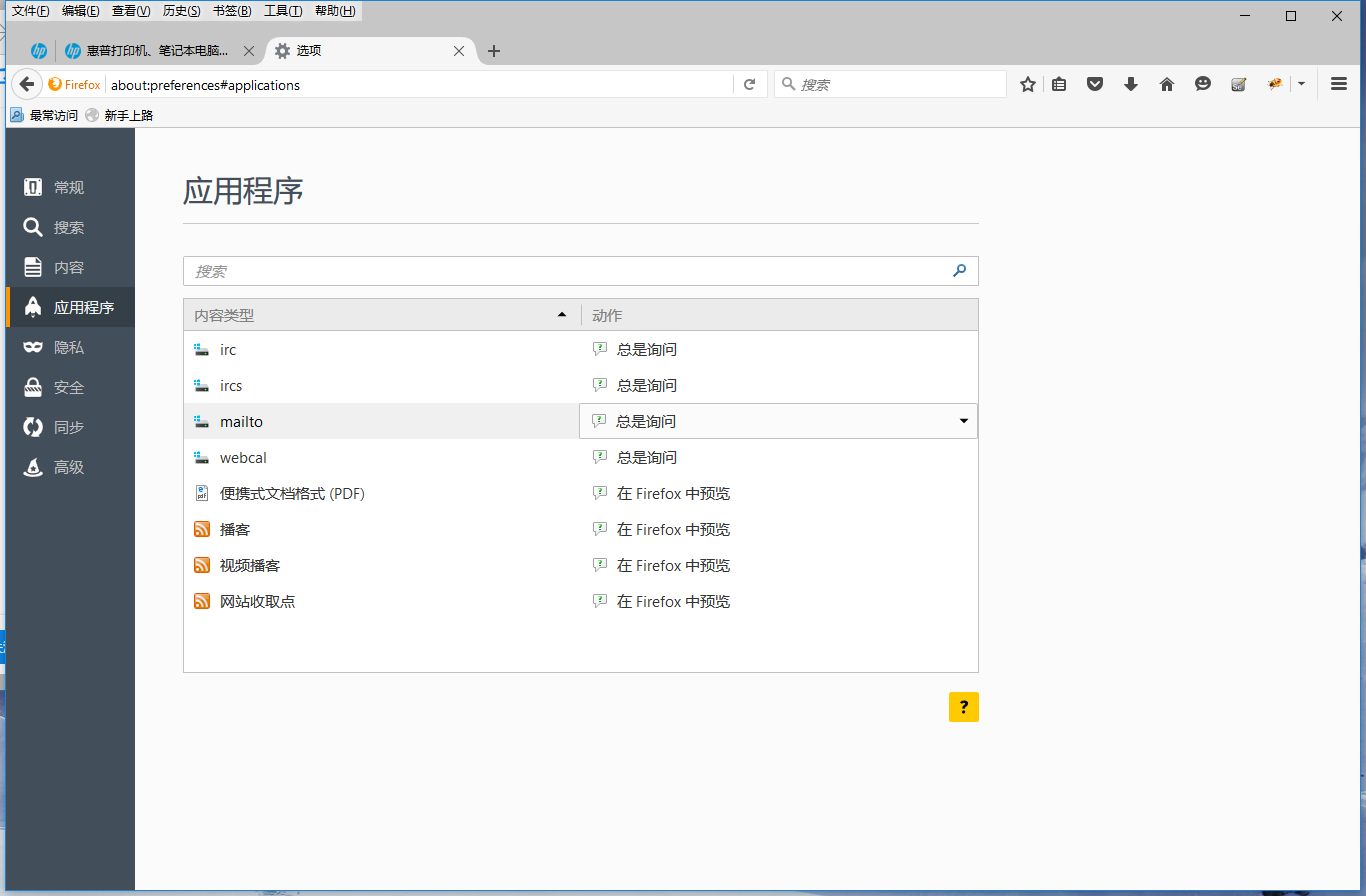 文件(F) 编辑(E) 查看(V) 历史(S) 书签(B) 工具(T) 帮助(H)
hp hp 惠普打印机、笔记本电脑... 选项
Firefox about:preferences#applications 搜索
最常访问 新手上路
常规
搜索
内容
应用程序
隐私
安全
同步
高级
应用程序
搜索
内容类型 动作
irc 总是询问
ircs 总是询问
mailto 总是询问
webcal 总是询问
便携式文档格式 (PDF) 在 Firefox 中预览
播客 在 Firefox 中预览
视频播客 在 Firefox 中预览
网站收取点 在 Firefox 中预览
?